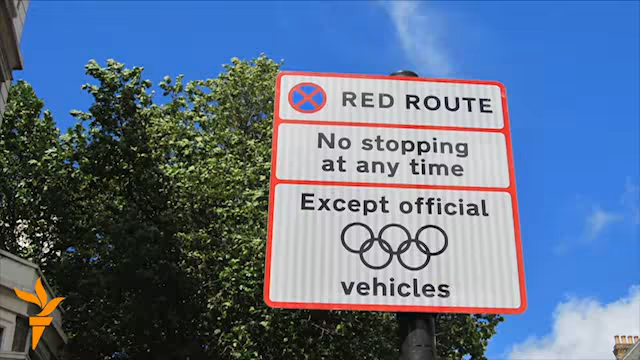 RED ROUTE
No stopping
at any time
Except official
vehicles